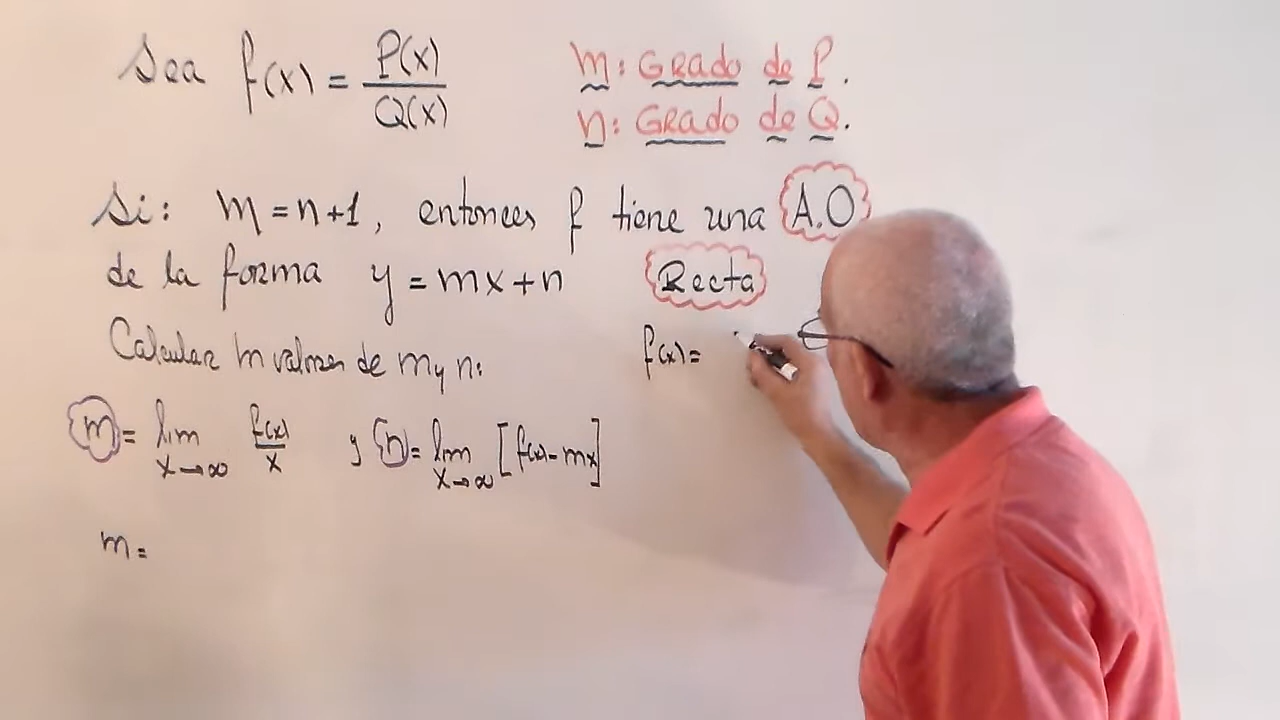 Sea f(x) = P(x)/Q(x) m: Grado de P.
n: Grado de Q.
Si: m = n+1, entonces f tiene una A.O
de la forma y = mx+n Recta
Calcular valores de m y n: f(x)=
m = lim x→∞ f(x)/x y n = lim x→∞ [f(x) - mx]
m =